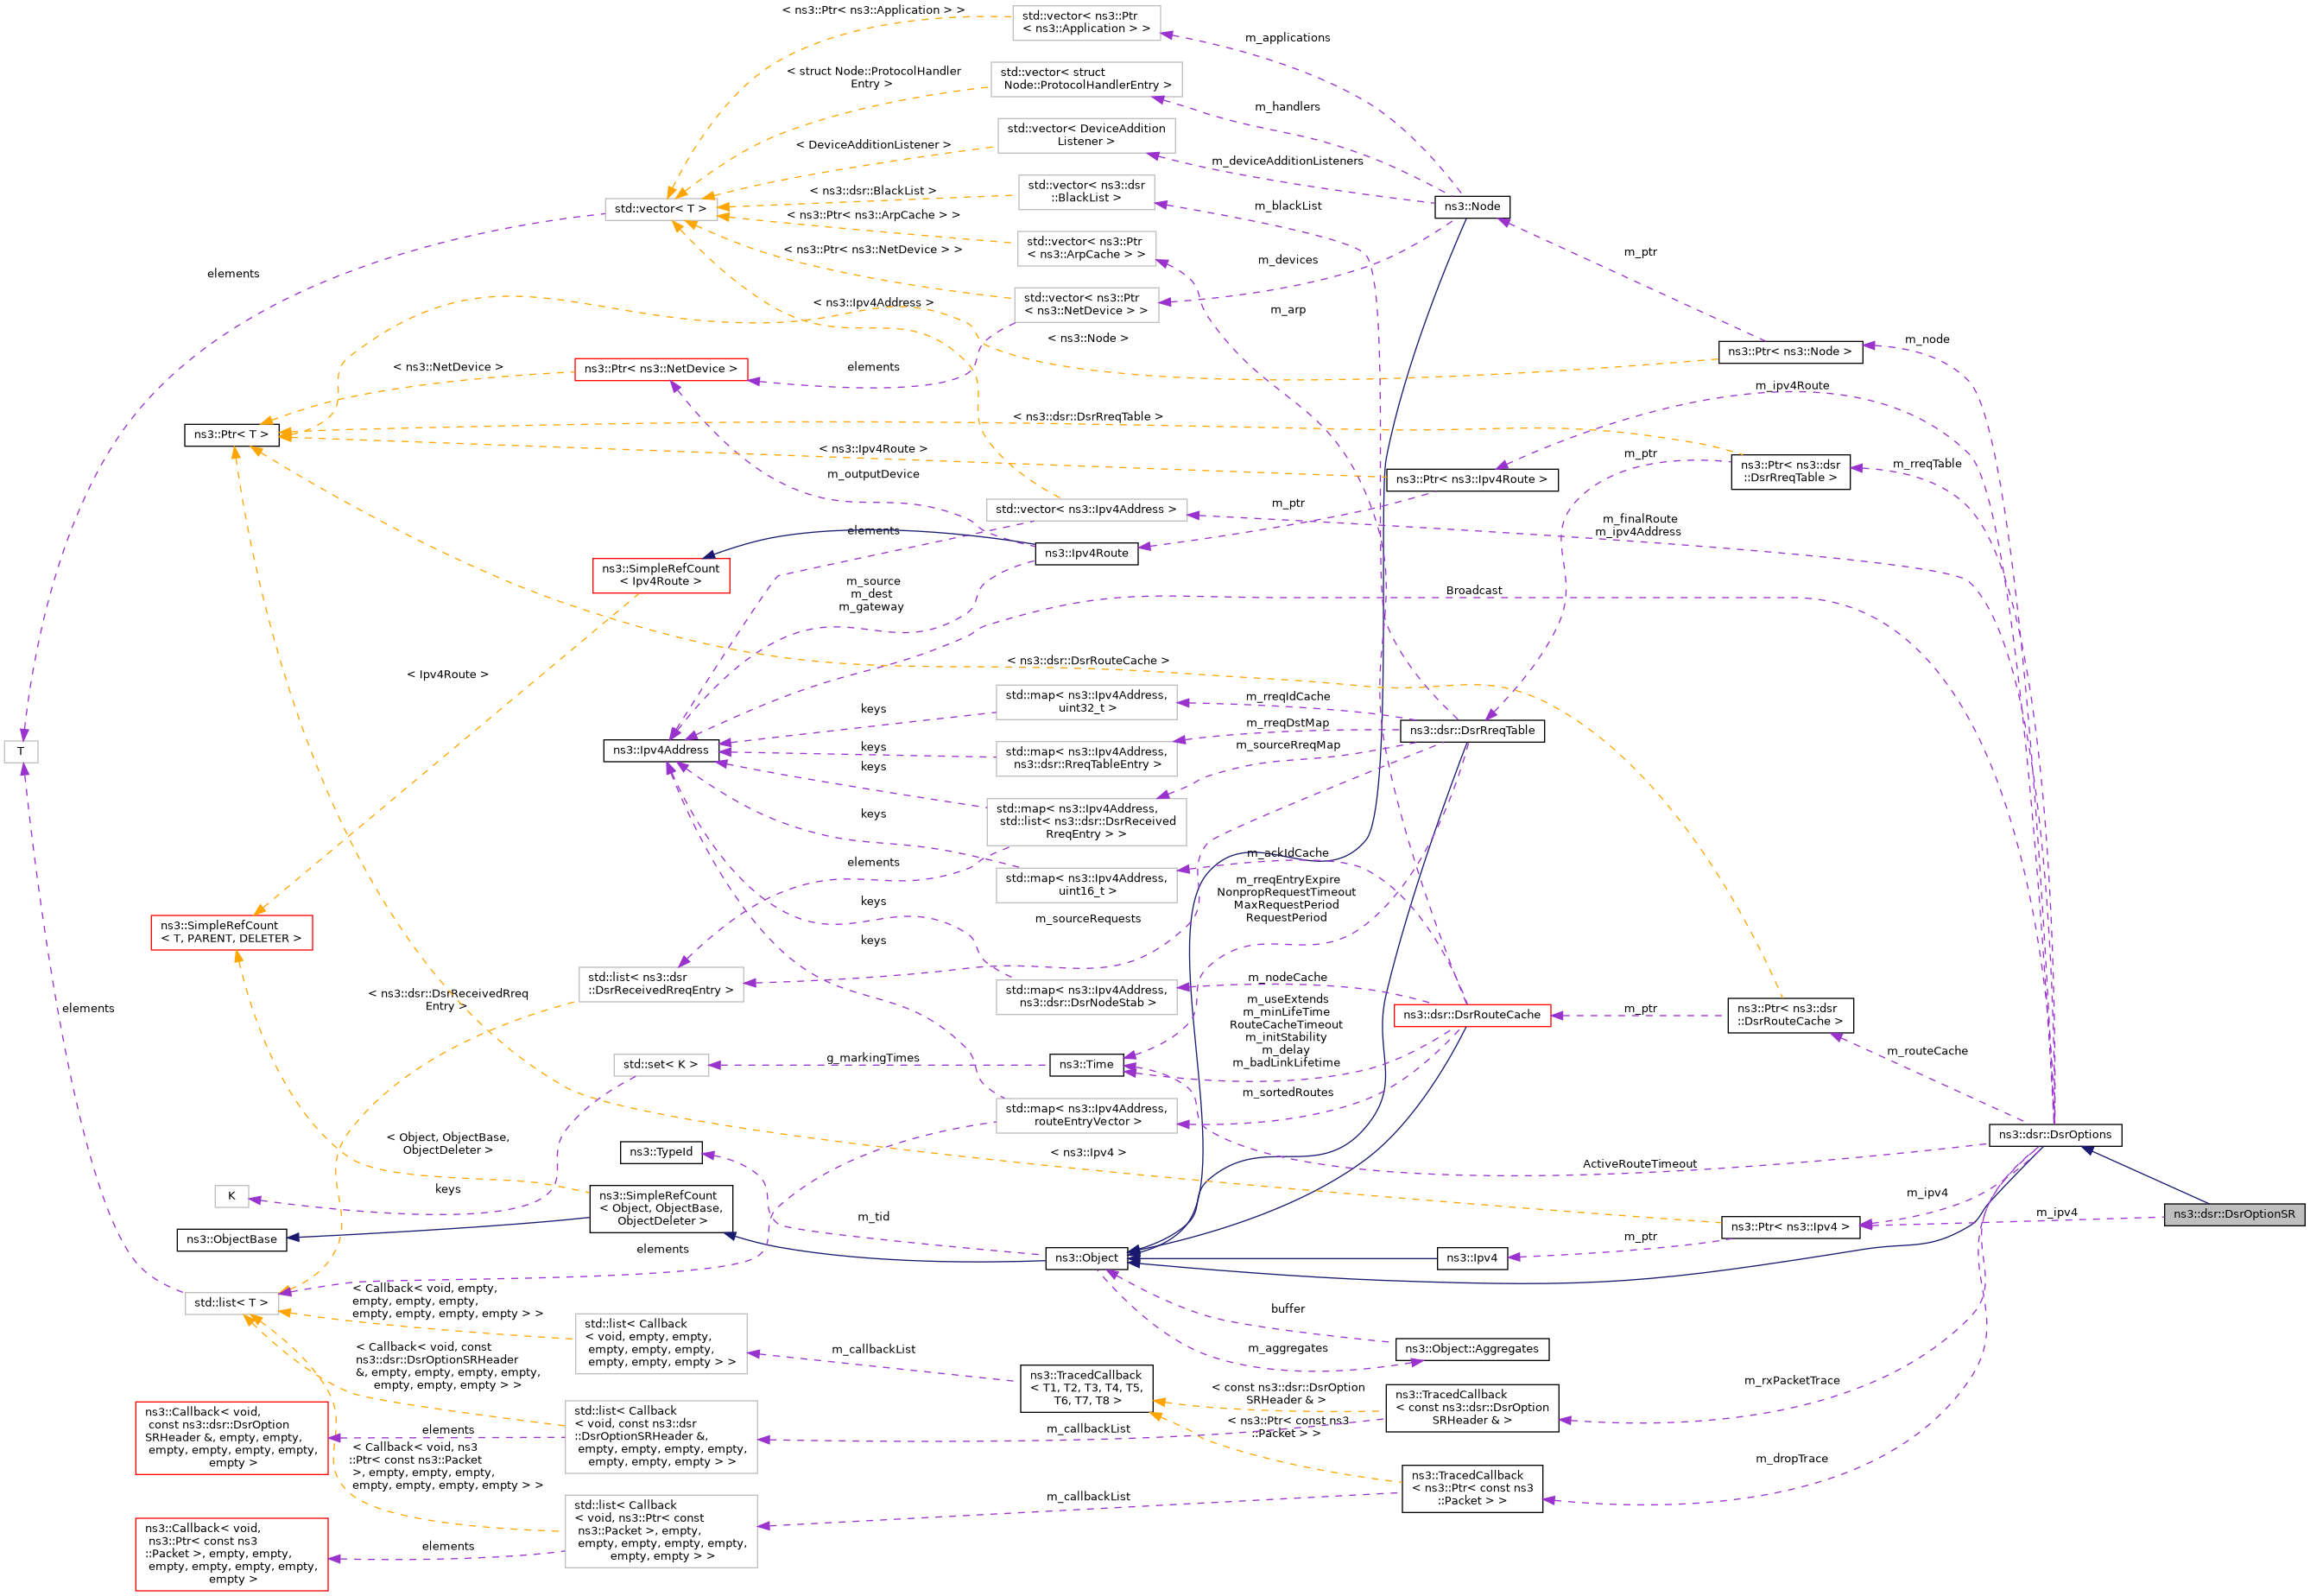 < ns3::Ptr< ns3::Application > >
std::vector< ns3::Ptr
< ns3::Application > >
m_applications
< struct Node::ProtocolHandler
Entry >
std::vector< struct
Node::ProtocolHandlerEntry >
m_handlers
< DeviceAdditionListener >
std::vector< DeviceAddition
Listener >
m_deviceAdditionListeners
< ns3::dsr::BlackList >
std::vector< ns3::dsr
::BlackList >
m_blackList
std::vector< T >
ns3::Node
< ns3::Ptr< ns3::ArpCache > >
std::vector< ns3::Ptr
< ns3::ArpCache > >
m_ptr
< ns3::Ptr< ns3::NetDevice > >
m_devices
elements
std::vector< ns3::Ptr
< ns3::NetDevice > >
< ns3::Ipv4Address >
m_arp
< ns3::Node >
m_node
ns3::Ptr< ns3::Node >
< ns3::NetDevice >
ns3::Ptr< ns3::NetDevice >
elements
m_ipv4Route
< ns3::dsr::DsrRreqTable >
ns3::Ptr< T >
< ns3::Ipv4Route >
m_ptr
m_rreqTable
ns3::Ptr< ns3::dsr
::DsrRreqTable >
m_outputDevice
ns3::Ptr< ns3::Ipv4Route >
m_ptr
std::vector< ns3::Ipv4Address >
m_finalRoute
m_ipv4Address
elements
ns3::Ipv4Route
ns3::SimpleRefCount
< Ipv4Route >
m_source
m_dest
m_gateway
Broadcast
< ns3::dsr::DsrRouteCache >
< Ipv4Route >
std::map< ns3::Ipv4Address,
uint32_t >
m_rreqIdCache
keys
m_rreqDstMap
ns3::dsr::DsrRreqTable
T
ns3::Ipv4Address
keys
std::map< ns3::Ipv4Address,
ns3::dsr::RreqTableEntry >
m_sourceRreqMap
keys
std::map< ns3::Ipv4Address,
std::list< ns3::dsr::DsrReceived
RreqEntry > >
keys
m_ackIdCache
elements
std::map< ns3::Ipv4Address,
uint16_t >
m_rreqEntryExpire
NonpropRequestTimeout
MaxRequestPeriod
RequestPeriod
keys
m_sourceRequests
ns3::SimpleRefCount
< T, PARENT, DELETER >
keys
std::list< ns3::dsr
::DsrReceivedRreqEntry >
m_nodeCache
std::map< ns3::Ipv4Address,
ns3::dsr::DsrNodeStab >
< ns3::dsr::DsrReceivedRreq
Entry >
elements
m_useExtends
m_minLifeTime
RouteCacheTimeout
m_initStability
m_delay
m_badLinkLifetime
ns3::dsr::DsrRouteCache
m_ptr
ns3::Ptr< ns3::dsr
::DsrRouteCache >
m_routeCache
std::set< K >
g_markingTimes
ns3::Time
m_sortedRoutes
std::map< ns3::Ipv4Address,
routeEntryVector >
ns3::dsr::DsrOptions
< Object, ObjectBase,
ObjectDeleter >
ns3::TypeId
< ns3::Ipv4 >
ActiveRouteTimeout
K
keys
ns3::SimpleRefCount
< Object, ObjectBase,
ObjectDeleter >
m_tid
m_ipv4
m_ipv4
ns3::dsr::DsrOptionSR
ns3::ObjectBase
elements
ns3::Ptr< ns3::Ipv4 >
m_ptr
ns3::Object
ns3::Ipv4
std::list< T >
< Callback< void, empty,
empty, empty, empty,
empty, empty, empty, empty > >
buffer
std::list< Callback
< void, empty, empty,
empty, empty, empty,
empty, empty, empty > >
m_callbackList
m_aggregates
ns3::Object::Aggregates
< Callback< void, const
ns3::dsr::DsrOptionSRHeader
&, empty, empty, empty, empty,
empty, empty, empty > >
ns3::TracedCallback
< T1, T2, T3, T4, T5,
T6, T7, T8 >
< const ns3::dsr::DsrOption
SRHeader & >
ns3::TracedCallback
< const ns3::dsr::DsrOption
SRHeader & >
m_rxPacketTrace
ns3::Callback< void,
const ns3::dsr::DsrOption
SRHeader &, empty, empty,
empty, empty, empty, empty,
empty >
elements
std::list< Callback
< void, const ns3::dsr
::DsrOptionSRHeader &,
empty, empty, empty, empty,
empty, empty, empty > >
m_callbackList
< ns3::Ptr< const ns3
::Packet > >
< Callback< void, ns3
::Ptr< const ns3::Packet
>, empty, empty, empty,
empty, empty, empty, empty > >
m_dropTrace
ns3::TracedCallback
< ns3::Ptr< const ns3
::Packet > >
m_callbackList
std::list< Callback
< void, ns3::Ptr< const
ns3::Packet >, empty,
empty, empty, empty, empty,
empty, empty > >
elements
ns3::Callback< void,
ns3::Ptr< const ns3
::Packet >, empty, empty,
empty, empty, empty, empty,
empty >